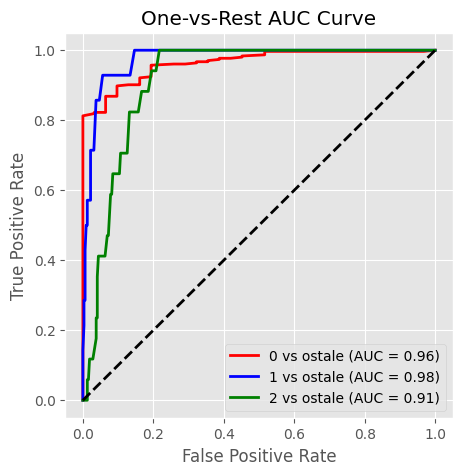 One-vs-Rest AUC Curve
True Positive Rate
1.0
0.8
0.6
0.4
0.2
0.0
0 vs ostale (AUC = 0.96)
1 vs ostale (AUC = 0.98)
2 vs ostale (AUC = 0.91)
0.0 0.2 0.4 0.6 0.8 1.0
False Positive Rate